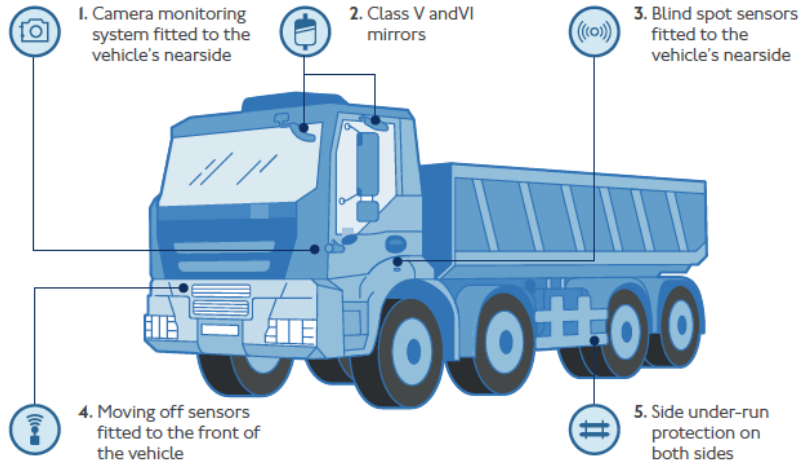 1. Camera monitoring
system fitted to the
vehicle's nearside
2. Class V andVI
mirrors
3. Blind spot sensors
fitted to the
vehicle's nearside
4. Moving off sensors
fitted to the front of
the vehicle
5. Side under-run
protection on
both sides